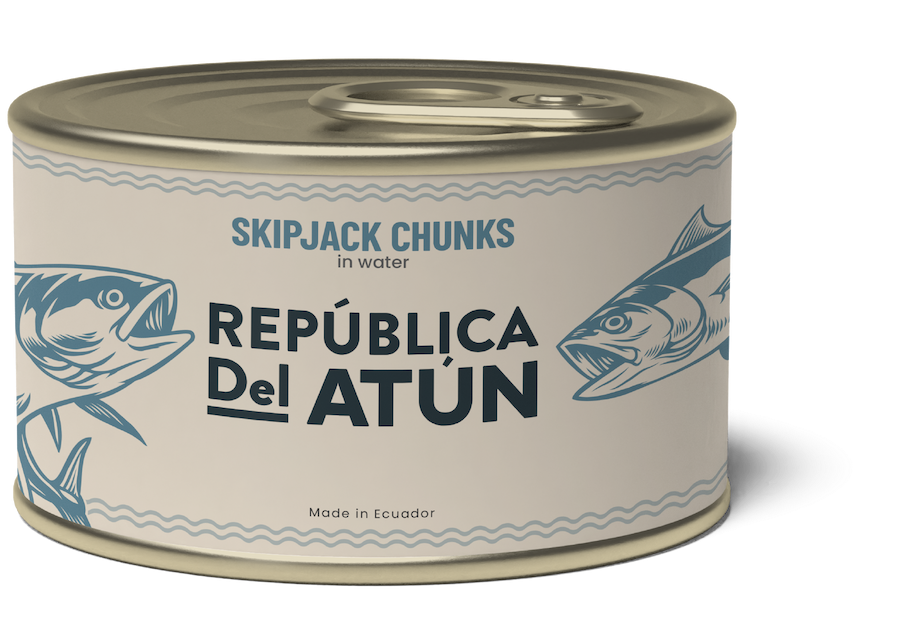 SKIPJACK CHUNKS
in water
REPÚBLICA
Del ATÚN
Made in Ecuador